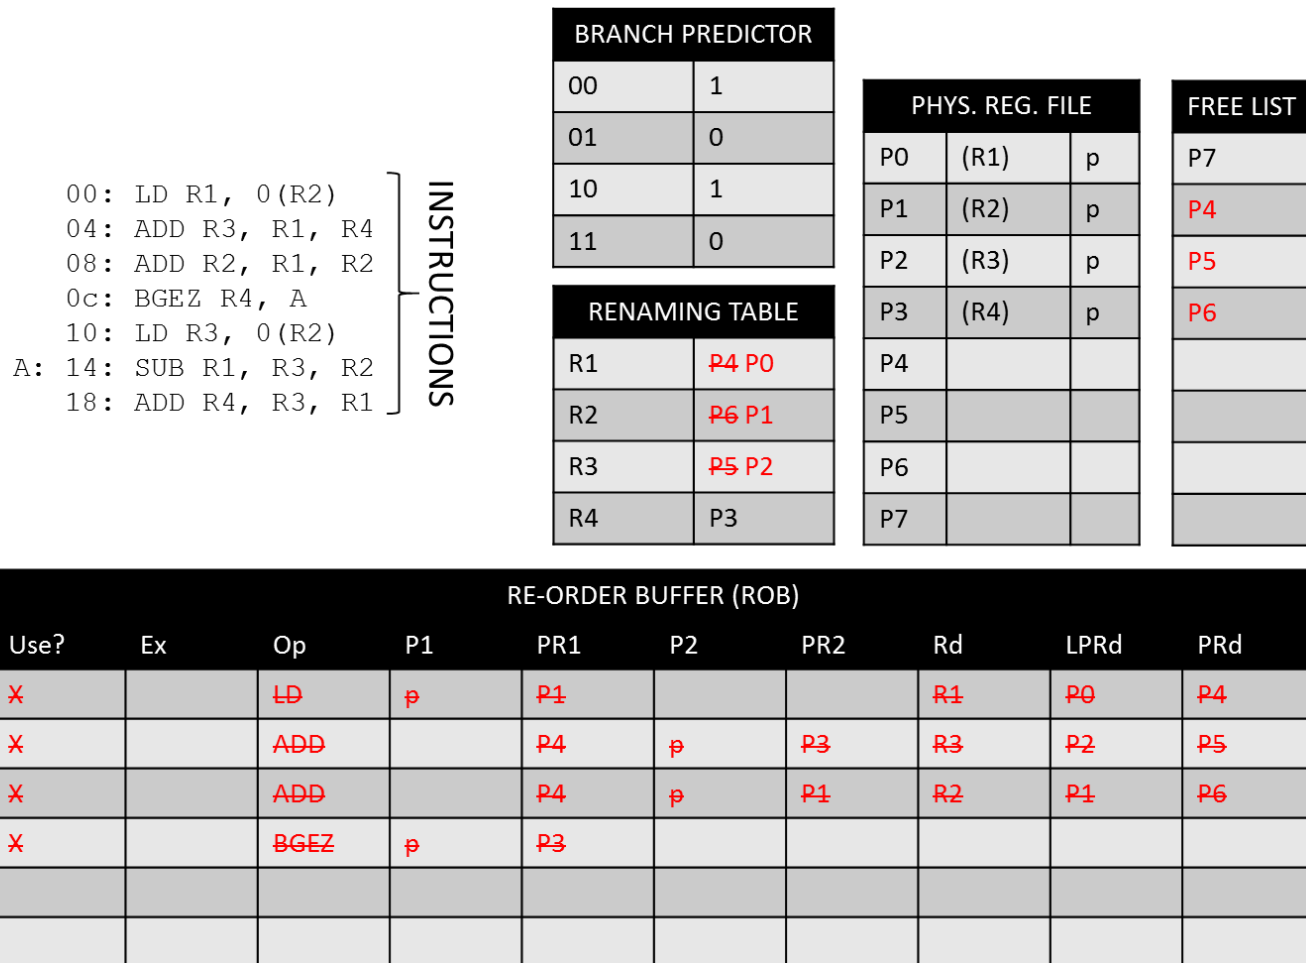 BRANCH PREDICTOR
00 1
01 0
10 1
11 0
PHYS. REG. FILE
P0 (R1) p
P1 (R2) p
P2 (R3) p
P3 (R4) p
P4
P5
P6
P7
FREE LIST
P7
P4
P5
P6
00: LD R1, 0(R2)
04: ADD R3, R1, R4
08: ADD R2, R1, R2
0c: BGEZ R4, A
10: LD R3, 0(R2)
A: 14: SUB R1, R3, R2
18: ADD R4, R3, R1
INSTRUCTIONS
RENAMING TABLE
R1 P4 P0
R2 P6 P1
R3 P5 P2
R4 P3
RE-ORDER BUFFER (ROB)
Use? Ex Op P1 PR1 P2 PR2 Rd LPRd PRd
X LD p P1 R1 P0 P4
X ADD P4 p P3 R3 P2 P5
X ADD P4 p P1 R2 P1 P6
X BGEZ p P3